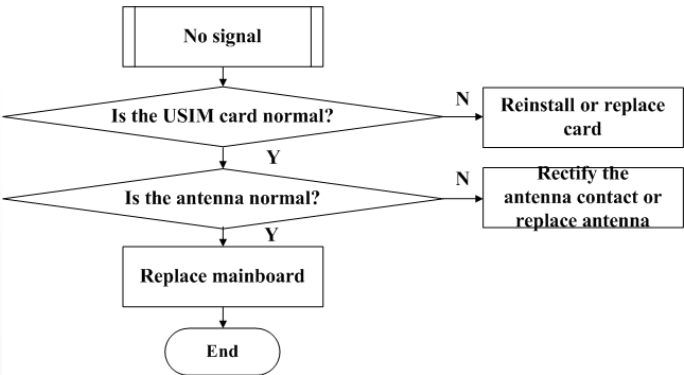 No signal
Is the USIM card normal?
N
Reinstall or replace
card
Y
Is the antenna normal?
N
Rectify the
antenna contact or
replace antenna
Y
Replace mainboard
End